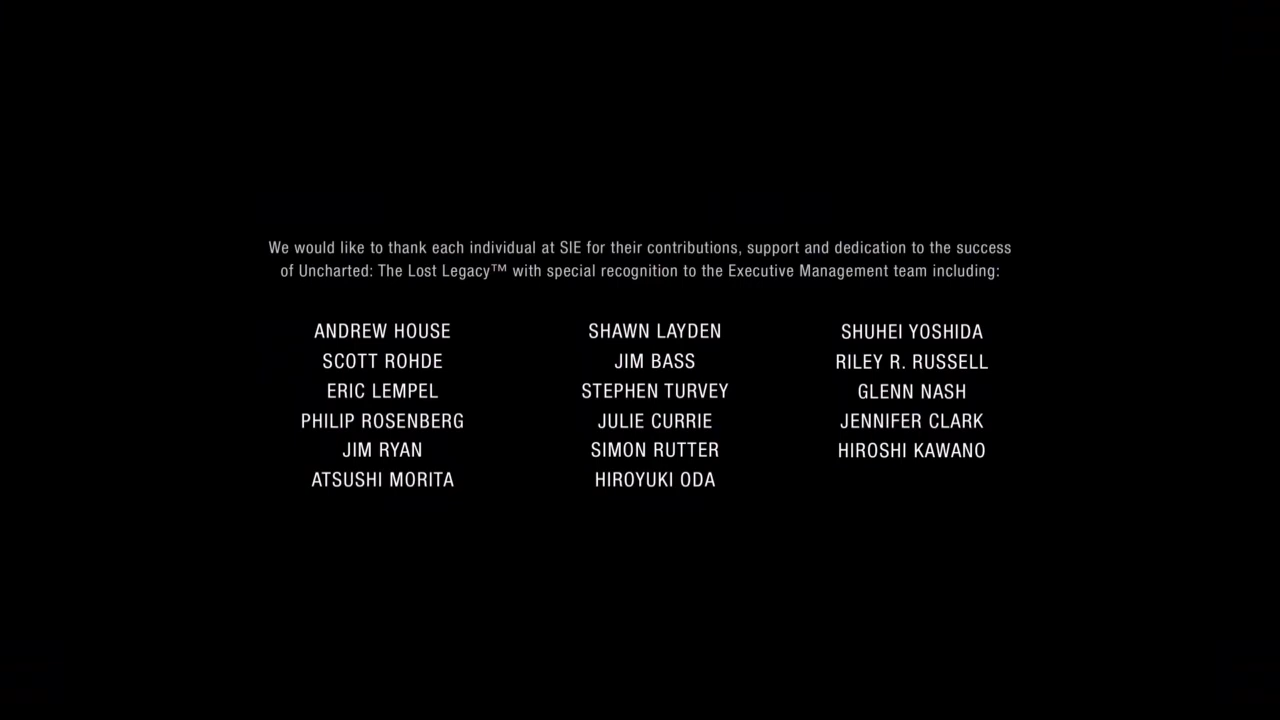 We would like to thank each individual at SIE for their contributions, support and dedication to the success
of Uncharted: The Lost Legacy™ with special recognition to the Executive Management team including:
ANDREW HOUSE SHAWN LAYDEN SHUHEI YOSHIDA
SCOTT ROHDE JIM BASS RILEY R. RUSSELL
ERIC LEMPEL STEPHEN TURVEY GLENN NASH
PHILIP ROSENBERG JULIE CURRIE JENNIFER CLARK
JIM RYAN SIMON RUTTER HIROSHI KAWANO
ATSUSHI MORITA HIROYUKI ODA